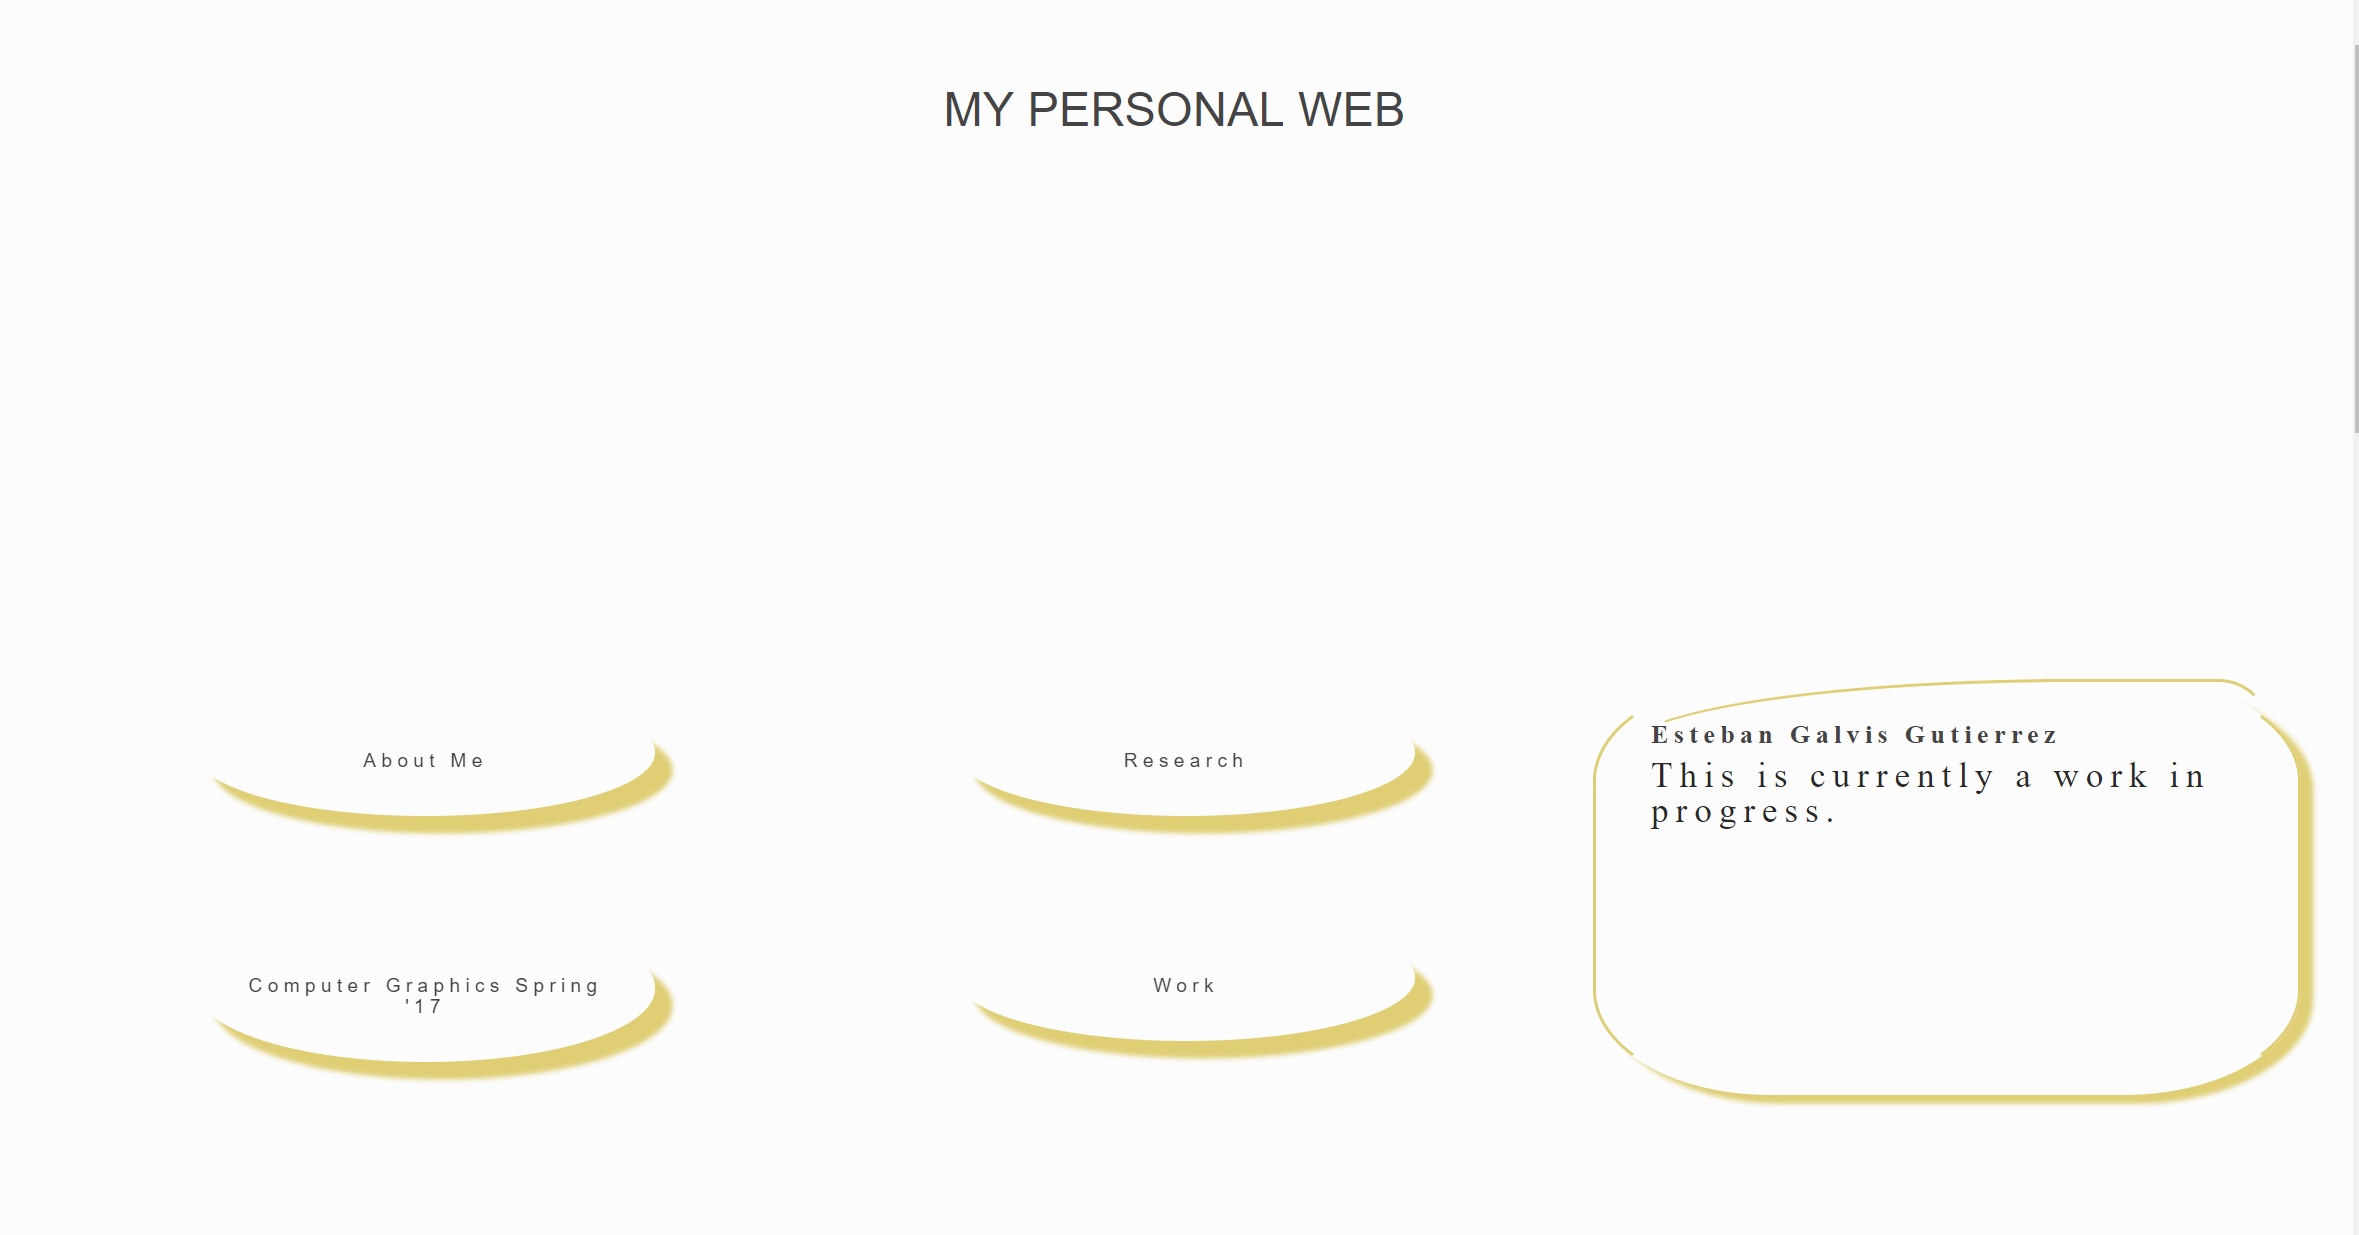 MY PERSONAL WEB
About Me
Research
Computer Graphics Spring
'17
Work
Esteban Galvis Gutierrez
This is currently a work in
progress.